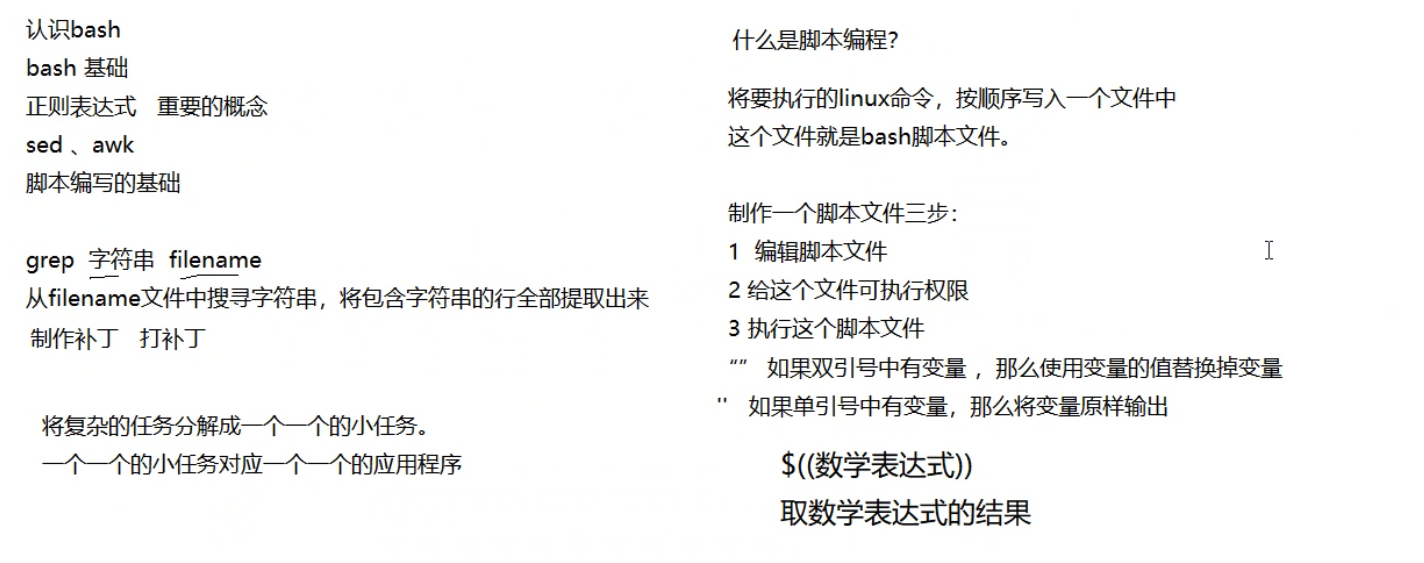 认识bash
bash 基础
正则表达式   重要的概念
sed 、awk
脚本编写的基础
grep  字符串  filename
从filename文件中搜寻字符串，将包含字符串的行全部提取出来
制作补丁   打补丁
将复杂的任务分解成一个一个的小任务。
一个一个的小任务对应一个一个的应用程序
什么是脚本编程？
将要执行的linux命令，按顺序写入一个文件中
这个文件就是bash脚本文件。
制作一个脚本文件三步：
1  编辑脚本文件
2 给这个文件可执行权限
3 执行这个脚本文件
“”  如果双引号中有变量 ，那么使用变量的值替换掉变量
''  如果单引号中有变量，那么将变量原样输出
$((数学表达式))
取数学表达式的结果